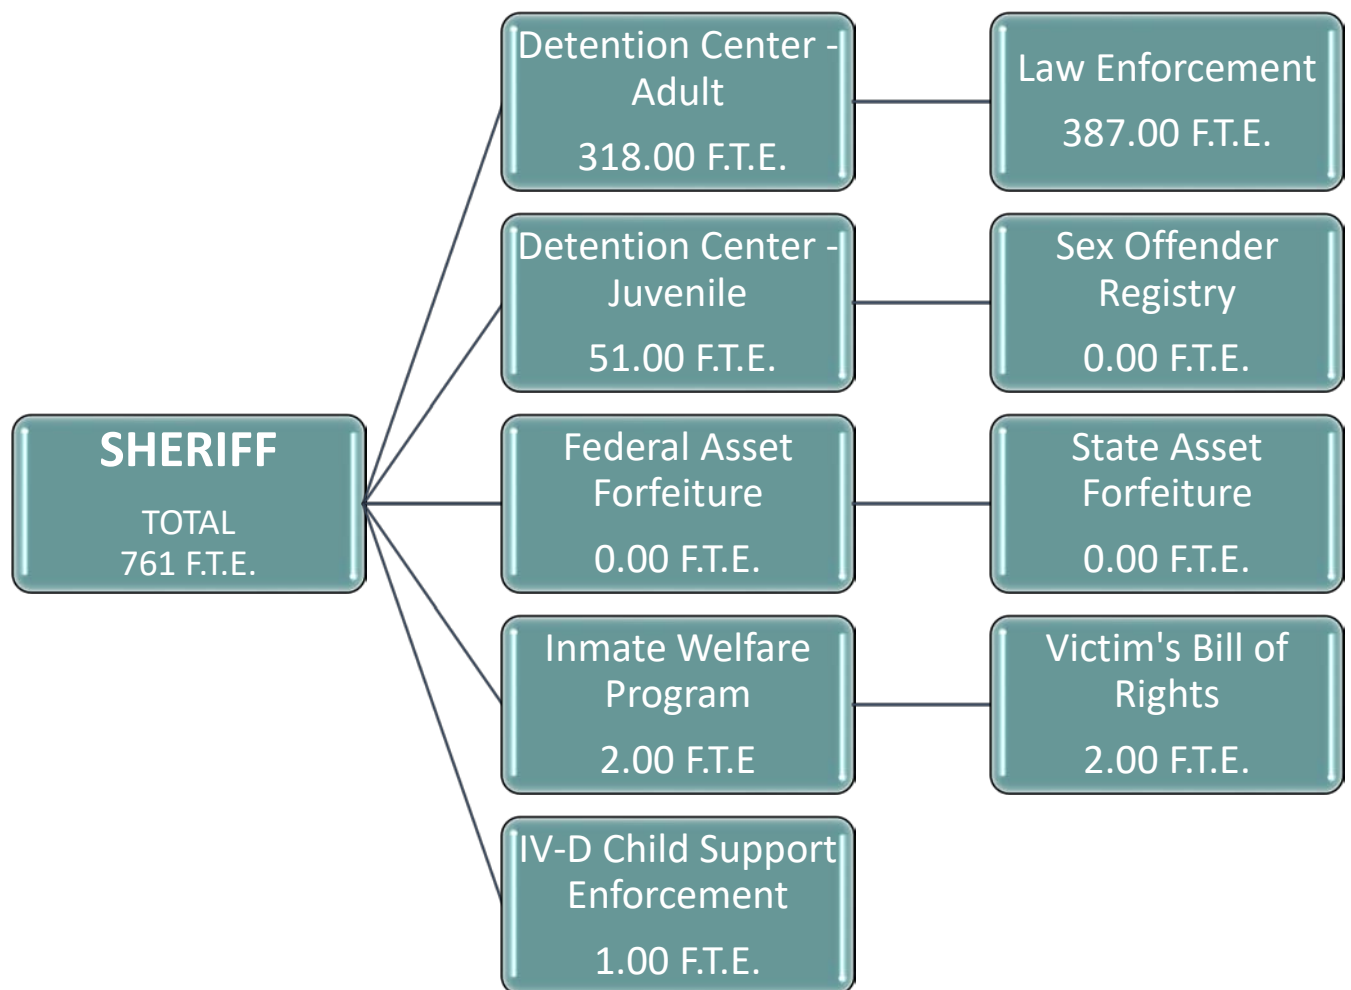 Detention Center -
Adult
318.00 F.T.E.
Law Enforcement
387.00 F.T.E.
Detention Center -
Juvenile
51.00 F.T.E.
Sex Offender
Registry
0.00 F.T.E.
SHERIFF
TOTAL
761 F.T.E.
Federal Asset
Forfeiture
0.00 F.T.E.
State Asset
Forfeiture
0.00 F.T.E.
Inmate Welfare
Program
2.00 F.T.E
Victim's Bill of
Rights
2.00 F.T.E.
IV-D Child Support
Enforcement
1.00 F.T.E.